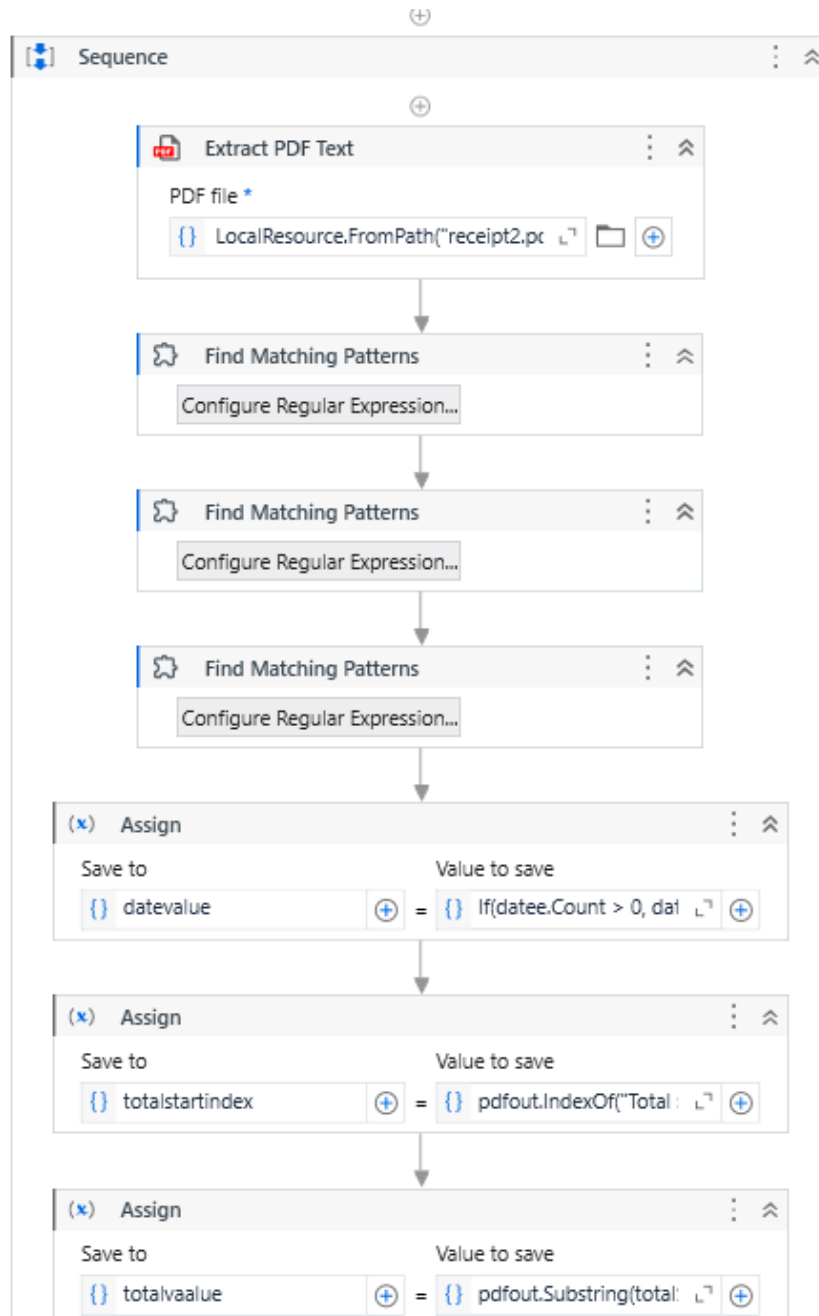 Sequence
Extract PDF Text
PDF file *
{} LocalResource.FromPath("receipt2.pc
Find Matching Patterns
Configure Regular Expression...
Find Matching Patterns
Configure Regular Expression...
Find Matching Patterns
Configure Regular Expression...
(x) Assign
Save to Value to save
{} datevalue = {} If(datee.Count > 0, dat
(x) Assign
Save to Value to save
{} totalstartindex = {} pdfout.IndexOf("Total :
(x) Assign
Save to Value to save
{} totalvaalue = {} pdfout.Substring(total: